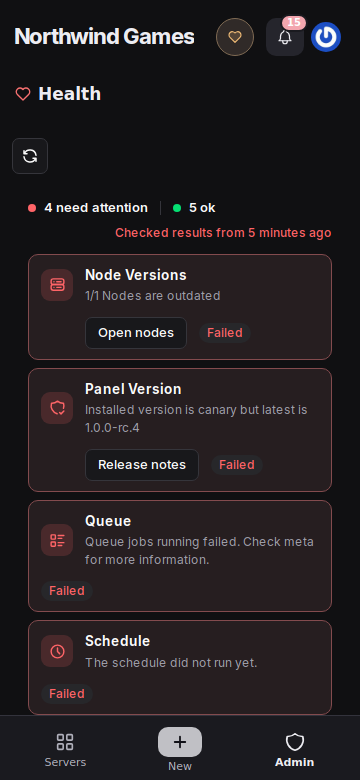 Northwind Games
15
Health
4 need attention
5 ok
Checked results from 5 minutes ago
Node Versions
1/1 Nodes are outdated
Open nodes
Failed
Panel Version
Installed version is canary but latest is
1.0.0-rc.4
Release notes
Failed
Queue
Queue jobs running failed. Check meta
for more information.
Failed
Schedule
The schedule did not run yet.
Failed
Servers
New
Admin